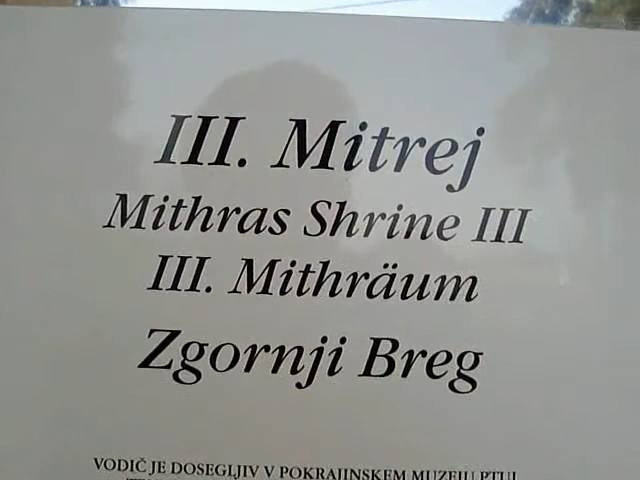 III. Mitrej
Mithras Shrine III
III. Mithräum
Zgornji Breg
VODIČ JE DOSEGLJIV V POKRAJINSKEM MUZEJU PTUJ